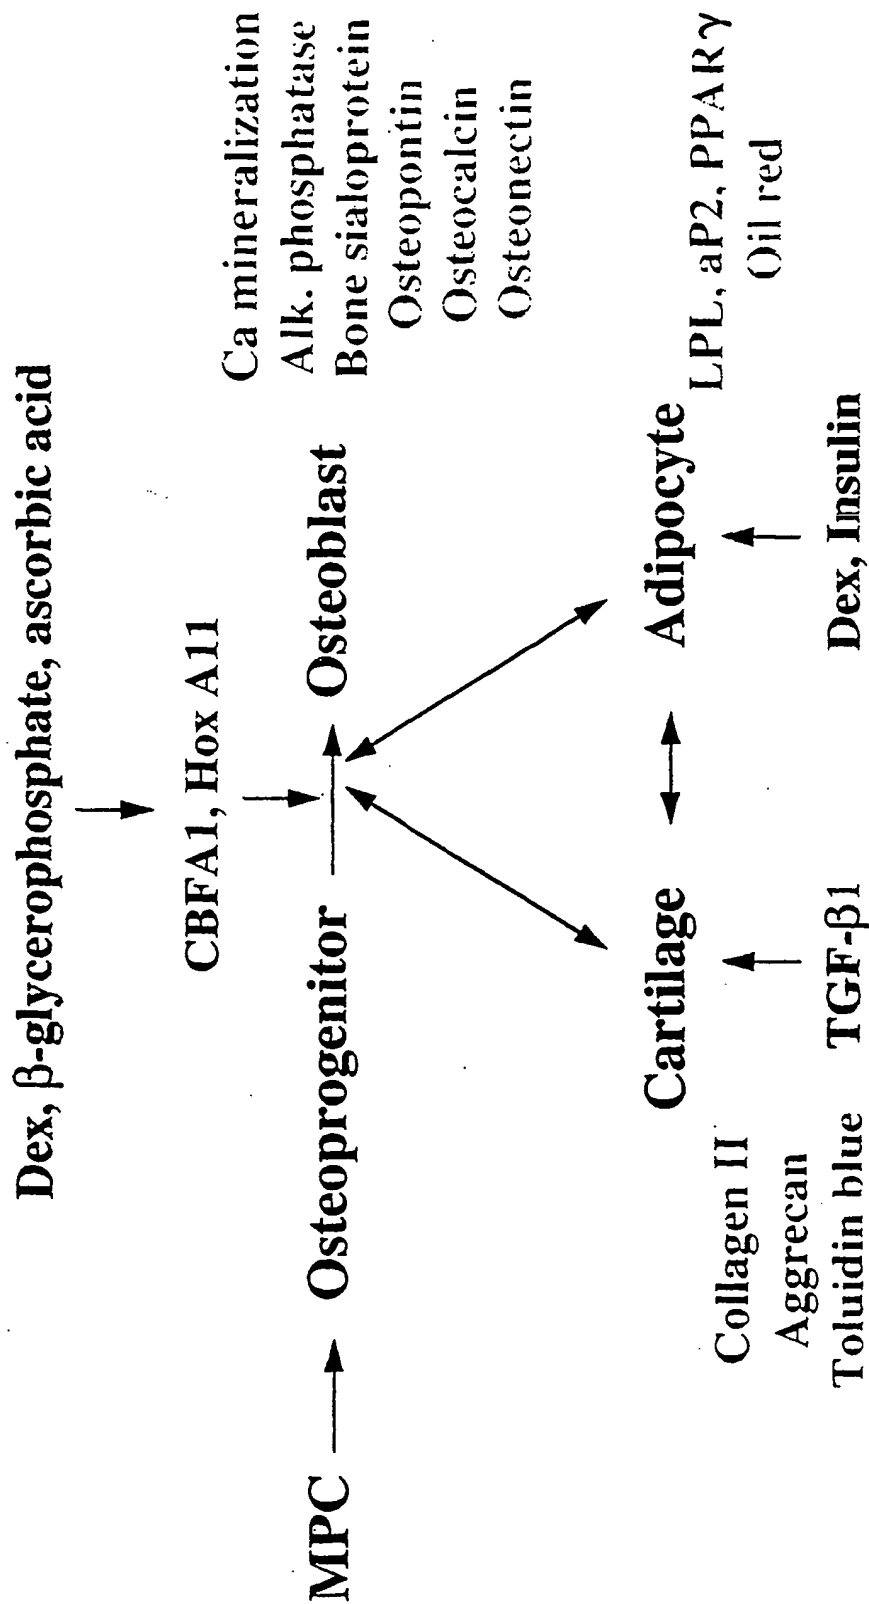 Dex, β-glycerophosphate, ascorbic acid
CBFA1, Hox A11
MPC
Osteoprogenitor
Osteoblast
Ca mineralization
Alk. phosphatase
Bone sialoprotein
Osteopontin
Osteocalcin
Osteonectin
Cartilage
Adipocyte
Collagen II
Aggrecan
Toluidin blue
TGF-β1
LPL, aP2, PPARγ
Oil red
Dex, Insulin